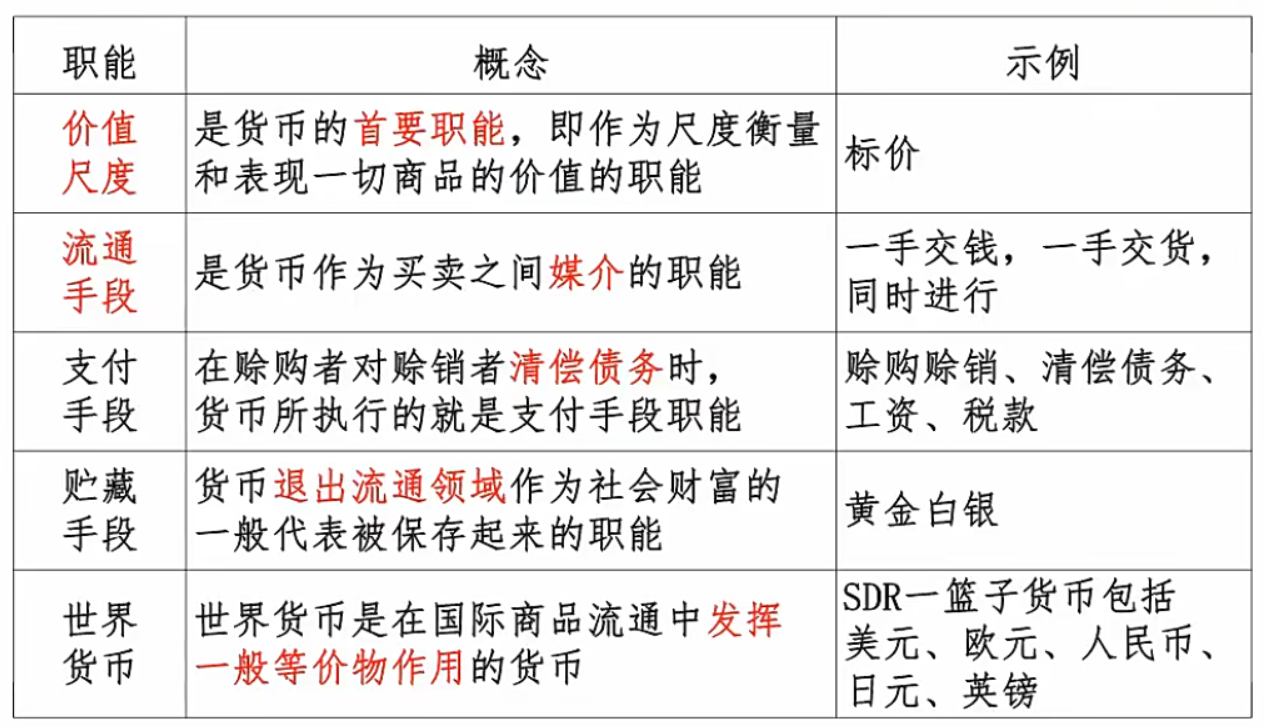 职能
概念
示例
价值
尺度
是货币的首要职能，即作为尺度衡量
和表现一切商品的价值的职能
标价
流通
手段
是货币作为买卖之间媒介的职能
一手交钱，一手交货，
同时进行
支付
手段
在赊购者对赊销者清偿债务时，
货币所执行的就是支付手段职能
赊购赊销、清偿债务、
工资、税款
贮藏
手段
货币退出流通领域作为社会财富的
一般代表被保存起来的职能
黄金白银
世界
货币
世界货币是在国际商品流通中发挥
一般等价物作用的货币
SDR一篮子货币包括
美元、欧元、人民币、
日元、英镑